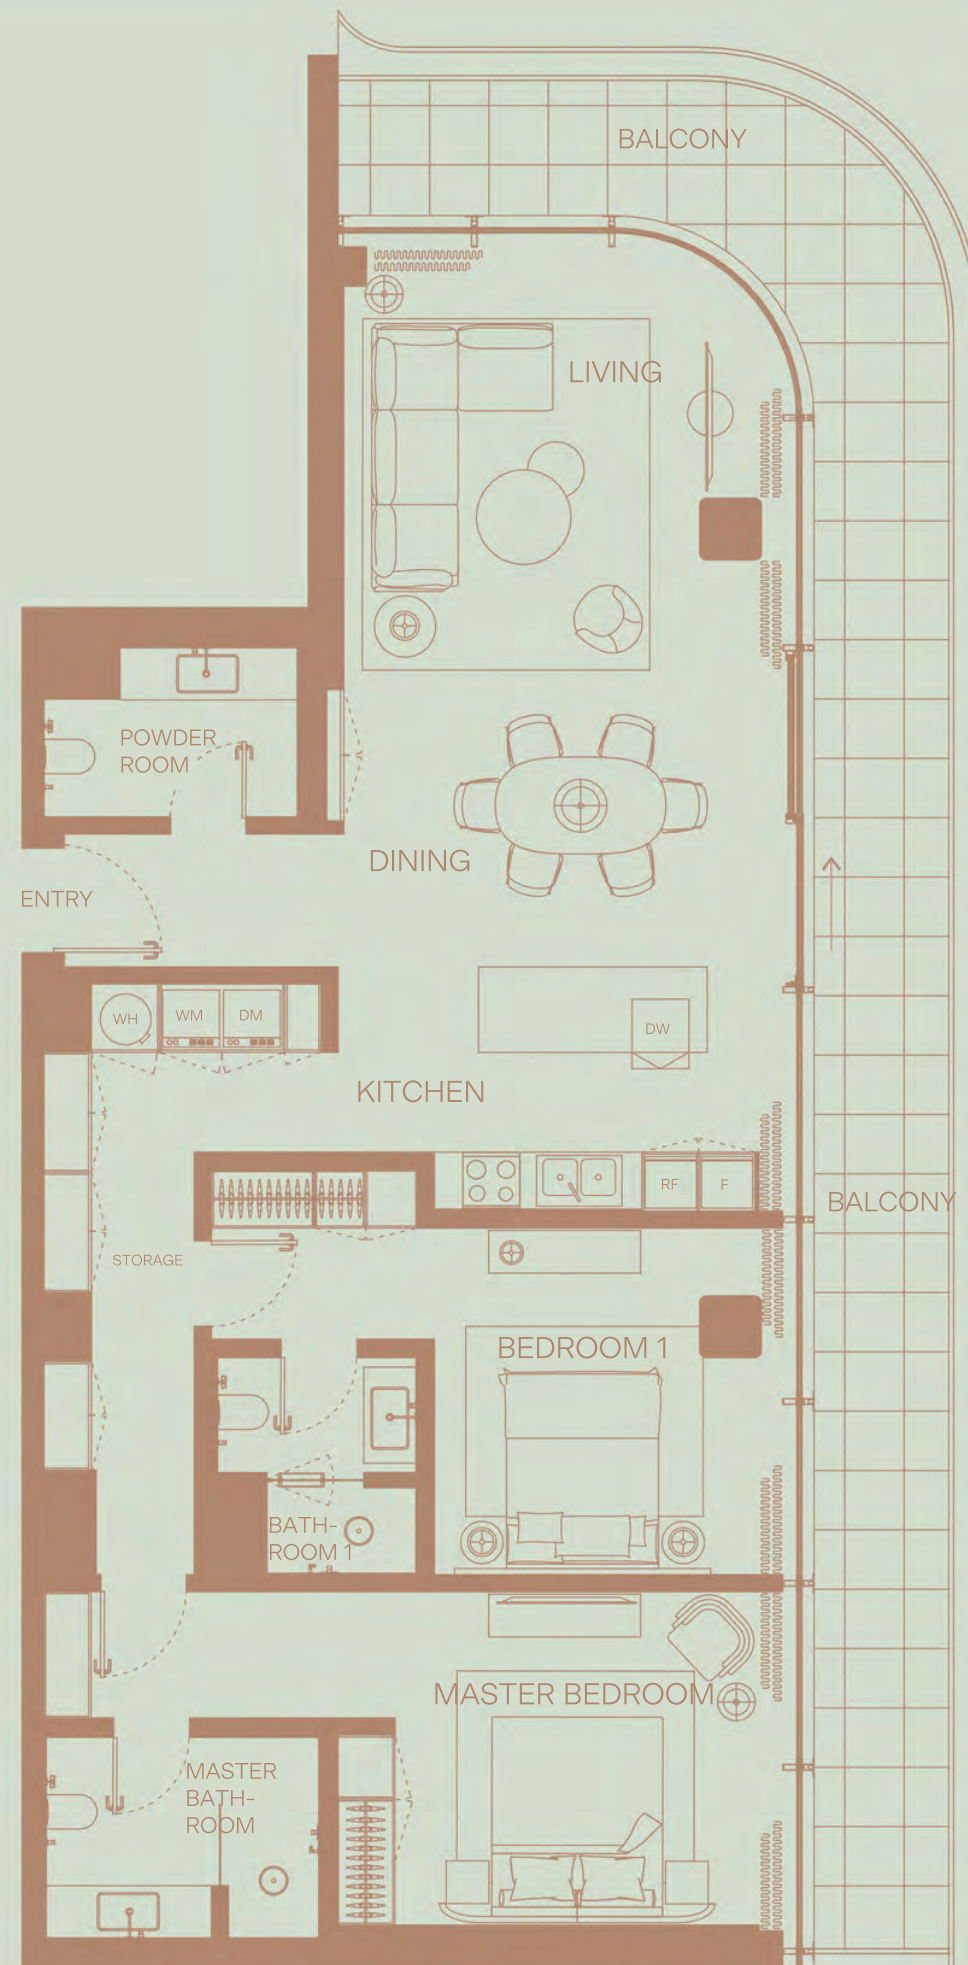 BALCONY
LIVING
POWDER
ROOM
DINING
ENTRY
WH
WM
DM
DW
KITCHEN
RF
F
BALCONY
STORAGE
BEDROOM 1
BATH-
ROOM 1
MASTER BEDROOM
MASTER
BATH-
ROOM